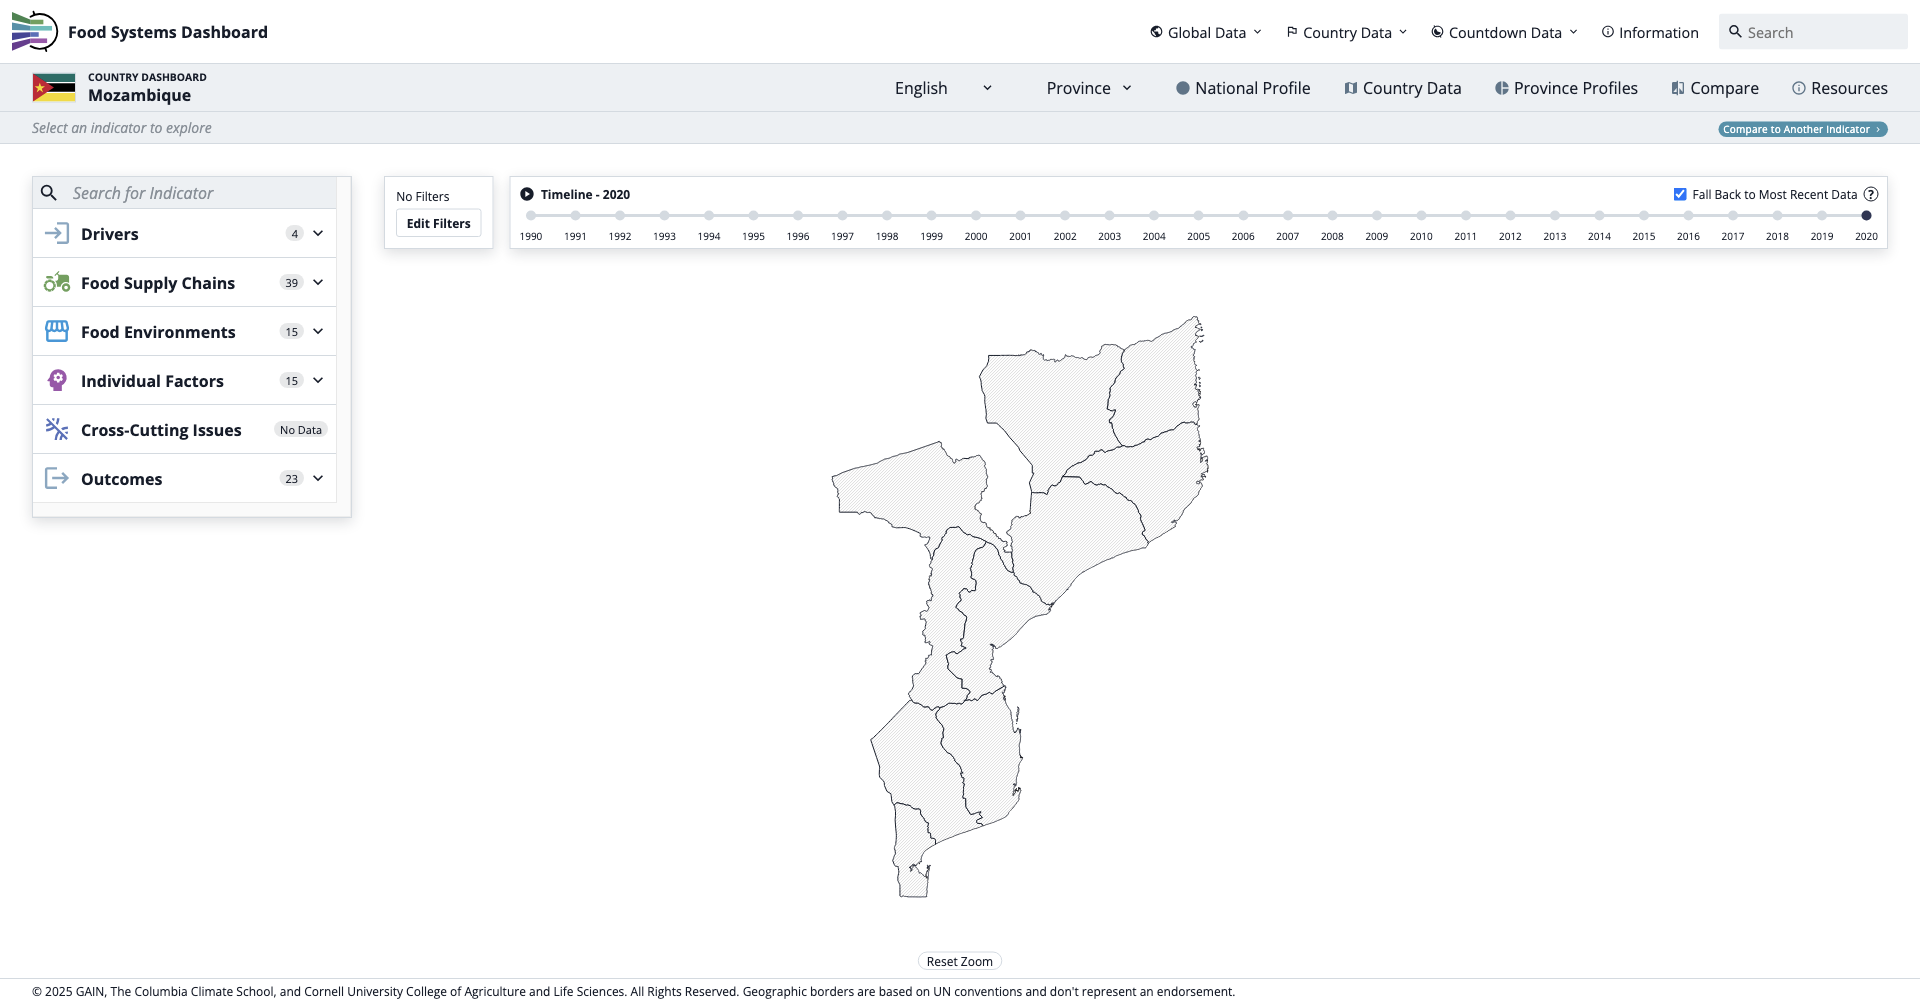 Food Systems Dashboard
Global Data
Country Data
Countdown Data
Information
Search
COUNTRY DASHBOARD
Mozambique
English
Province
National Profile
Country Data
Province Profiles
Compare
Resources
Select an indicator to explore
Compare to Another Indicator ›
Search for Indicator
Drivers 4
Food Supply Chains 39
Food Environments 15
Individual Factors 15
Cross-Cutting Issues No Data
Outcomes 23
No Filters
Edit Filters
Timeline - 2020
Fall Back to Most Recent Data ?
1990 1991 1992 1993 1994 1995 1996 1997 1998 1999 2000 2001 2002 2003 2004 2005 2006 2007 2008 2009 2010 2011 2012 2013 2014 2015 2016 2017 2018 2019 2020
Reset Zoom
© 2025 GAIN, The Columbia Climate School, and Cornell University College of Agriculture and Life Sciences. All Rights Reserved. Geographic borders are based on UN conventions and don't represent an endorsement.